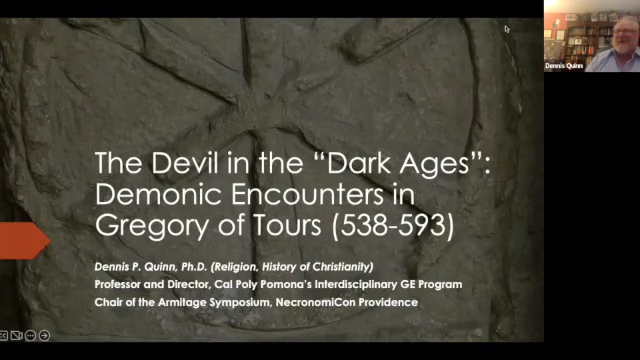 The Devil in the “Dark Ages”:
Demonic Encounters in
Gregory of Tours (538-593)
Dennis P. Quinn, Ph.D. (Religion, History of Christianity)
Professor and Director, Cal Poly Pomona’s Interdisciplinary GE Program
Chair of the Armitage Symposium, NecronomiCon Providence
Dennis Quinn